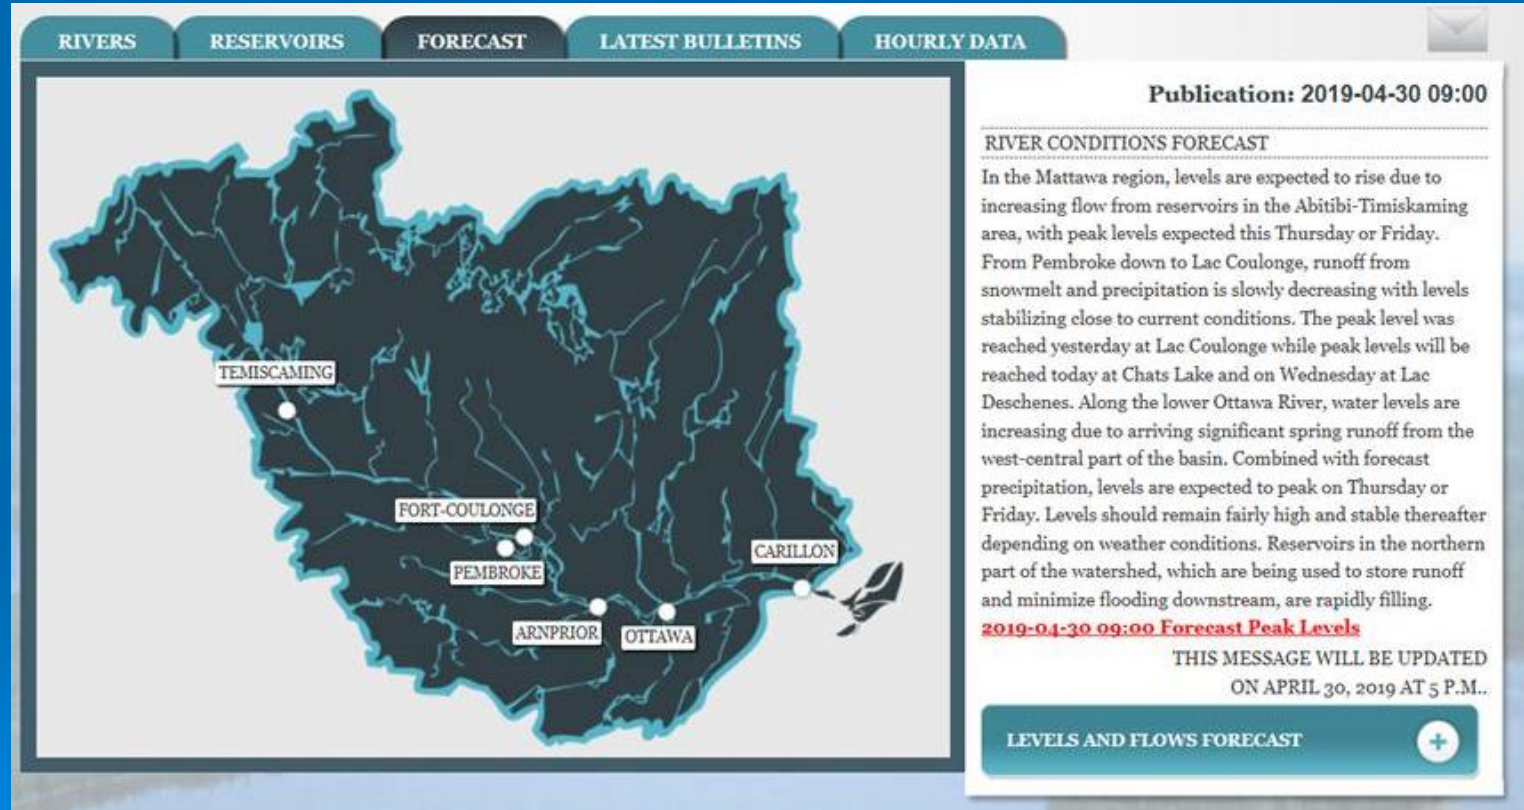 RIVERS
RESERVOIRS
FORECAST
LATEST BULLETINS
HOURLY DATA
TEMISCAMING
FORT-COULONGE
PEMBROKE
CARILLON
ARNPRIOR
OTTAWA
Publication: 2019-04-30 09:00
RIVER CONDITIONS FORECAST
In the Mattawa region, levels are expected to rise due to
increasing flow from reservoirs in the Abitibi-Timiskaming
area, with peak levels expected this Thursday or Friday.
From Pembroke down to Lac Coulonge, runoff from
snowmelt and precipitation is slowly decreasing with levels
stabilizing close to current conditions. The peak level was
reached yesterday at Lac Coulonge while peak levels will be
reached today at Chats Lake and on Wednesday at Lac
Deschenes. Along the lower Ottawa River, water levels are
increasing due to arriving significant spring runoff from the
west-central part of the basin. Combined with forecast
precipitation, levels are expected to peak on Thursday or
Friday. Levels should remain fairly high and stable thereafter
depending on weather conditions. Reservoirs in the northern
part of the watershed, which are being used to store runoff
and minimize flooding downstream, are rapidly filling.
2019-04-30 09:00 Forecast Peak Levels
THIS MESSAGE WILL BE UPDATED
ON APRIL 30, 2019 AT 5 P.M..
LEVELS AND FLOWS FORECAST